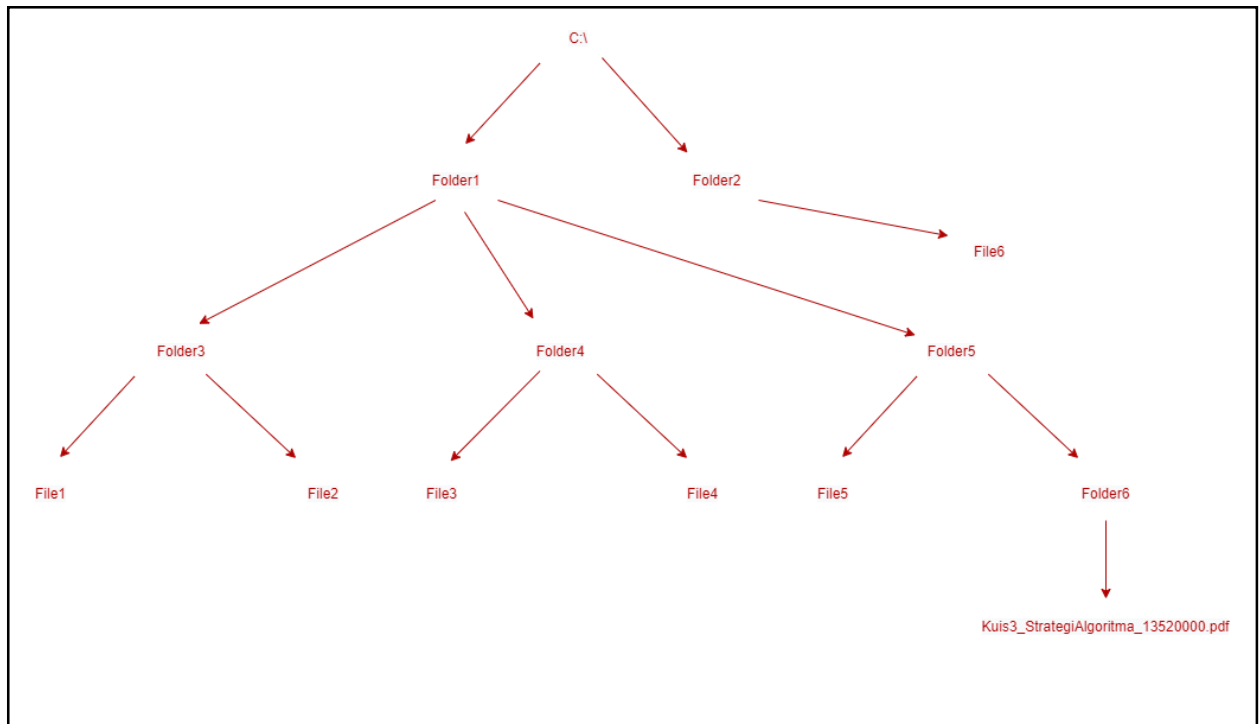 C:\
Folder1
Folder2
File6
Folder3
Folder4
Folder5
File1
File2
File3
File4
File5
Folder6
Kuis3_StrategiAlgoritma_13520000.pdf